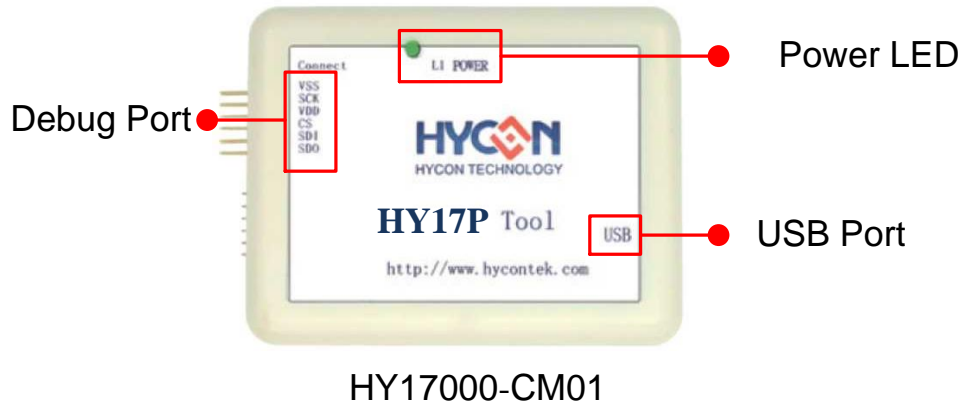 Power LED
Connect
L1 POWER
VSS
SCK
VDD
CS
SDI
SDO
Debug Port
HYCON
HYCON TECHNOLOGY
HY17P Tool
USB
USB Port
http://www.hycontek.com
HY17000-CM01